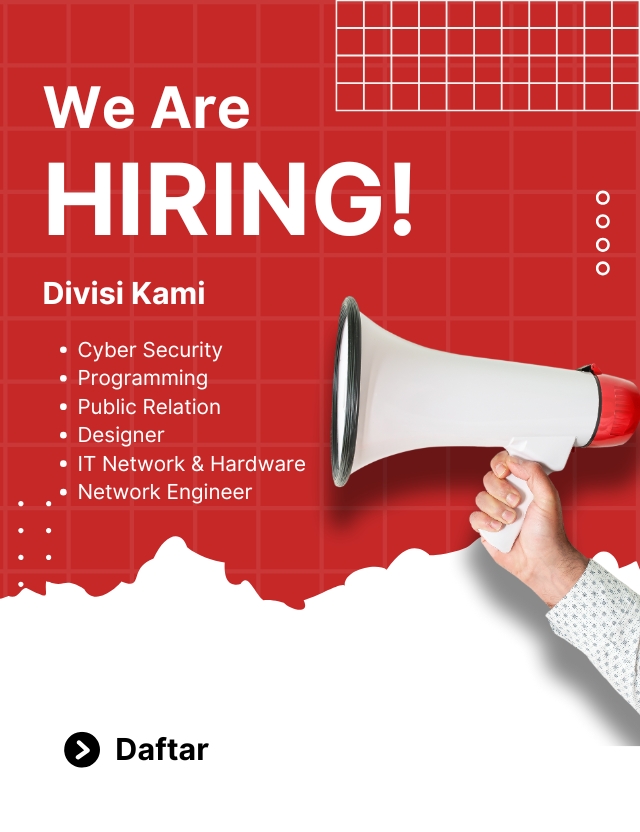 We Are
HIRING!
Divisi Kami
Cyber Security
Programming
Public Relation
Designer
IT Network & Hardware
Network Engineer
Daftar